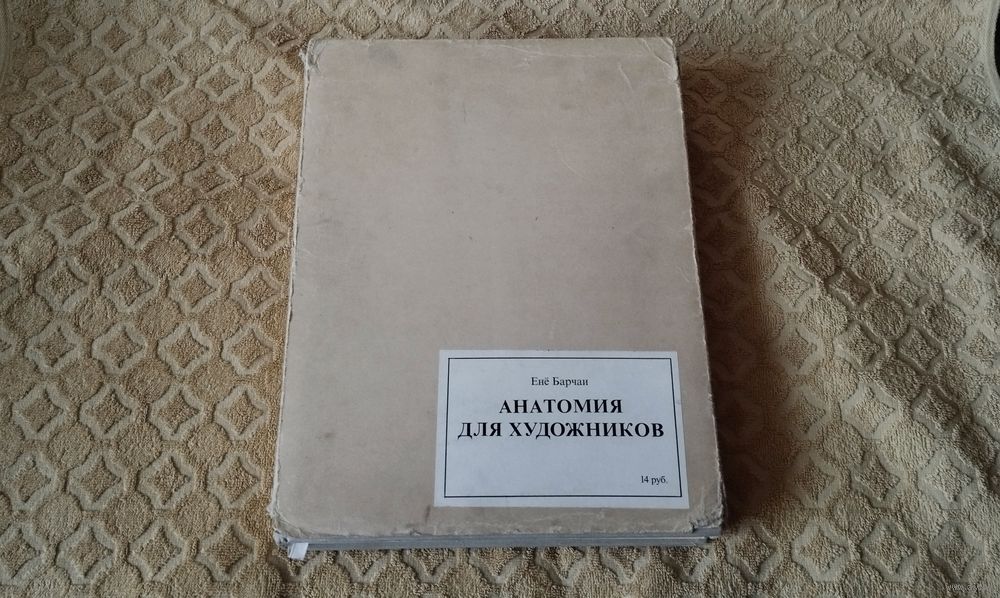 Енё Барчаи
АНАТОМИЯ
ДЛЯ ХУДОЖНИКОВ
14 руб.